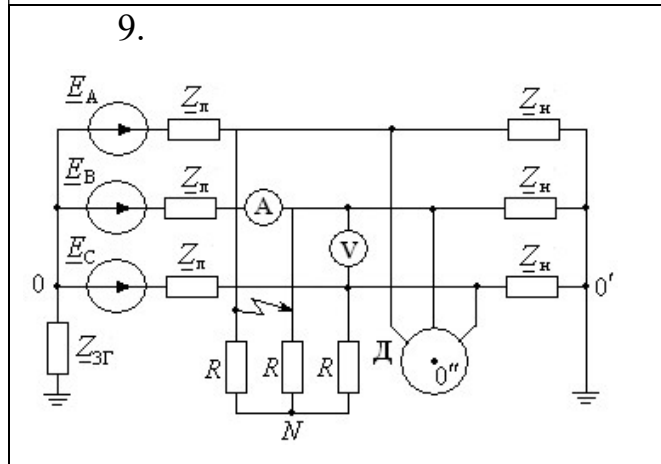 9.
E_A Z_л Z_н
E_B Z_л A Z_н
V
E_C Z_л Z_н
0 0'
Z_ЗГ R R R Д 0''
N